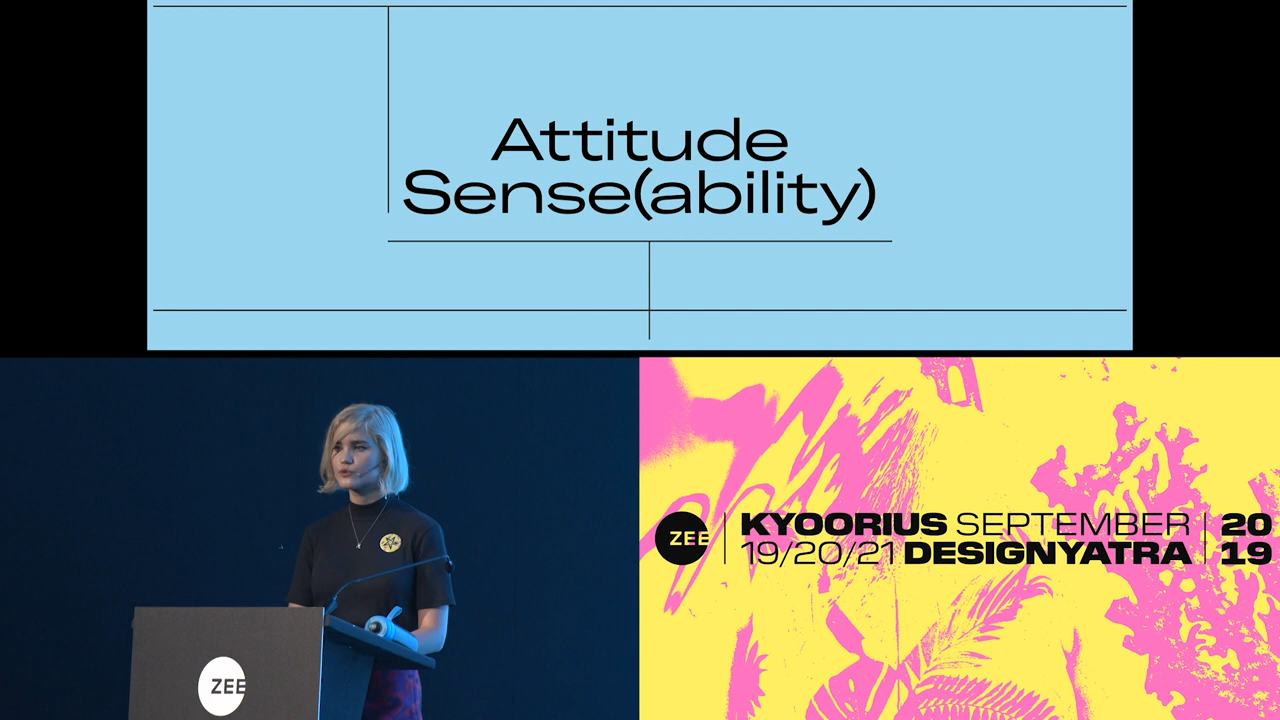 Attitude
Sense(ability)
ZEE
KYOORIUS SEPTEMBER
19/20/21 DESIGNYATRA
20
19
ZEE